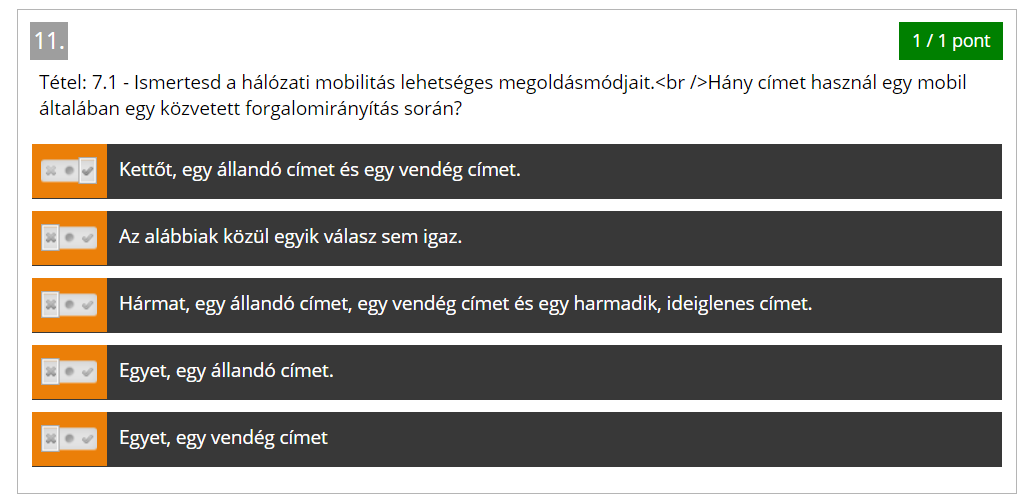 11.
1 / 1 pont
Tétel: 7.1 - Ismertesd a hálózati mobilitás lehetséges megoldásmódjait.<br />Hány címet használ egy mobil
általában egy közvetett forgalomirányítás során?
Kettőt, egy állandó címet és egy vendég címet.
Az alábbiak közül egyik válasz sem igaz.
Hármat, egy állandó címet, egy vendég címet és egy harmadik, ideiglenes címet.
Egyet, egy állandó címet.
Egyet, egy vendég címet